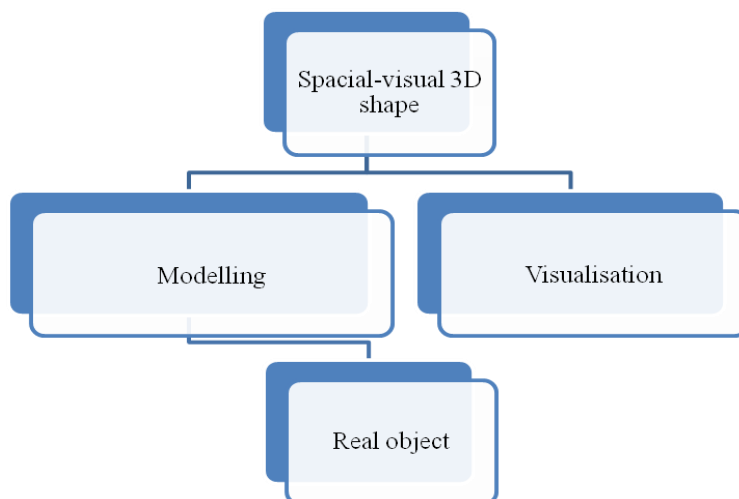 Spacial-visual 3D
shape
Modelling
Visualisation
Real object